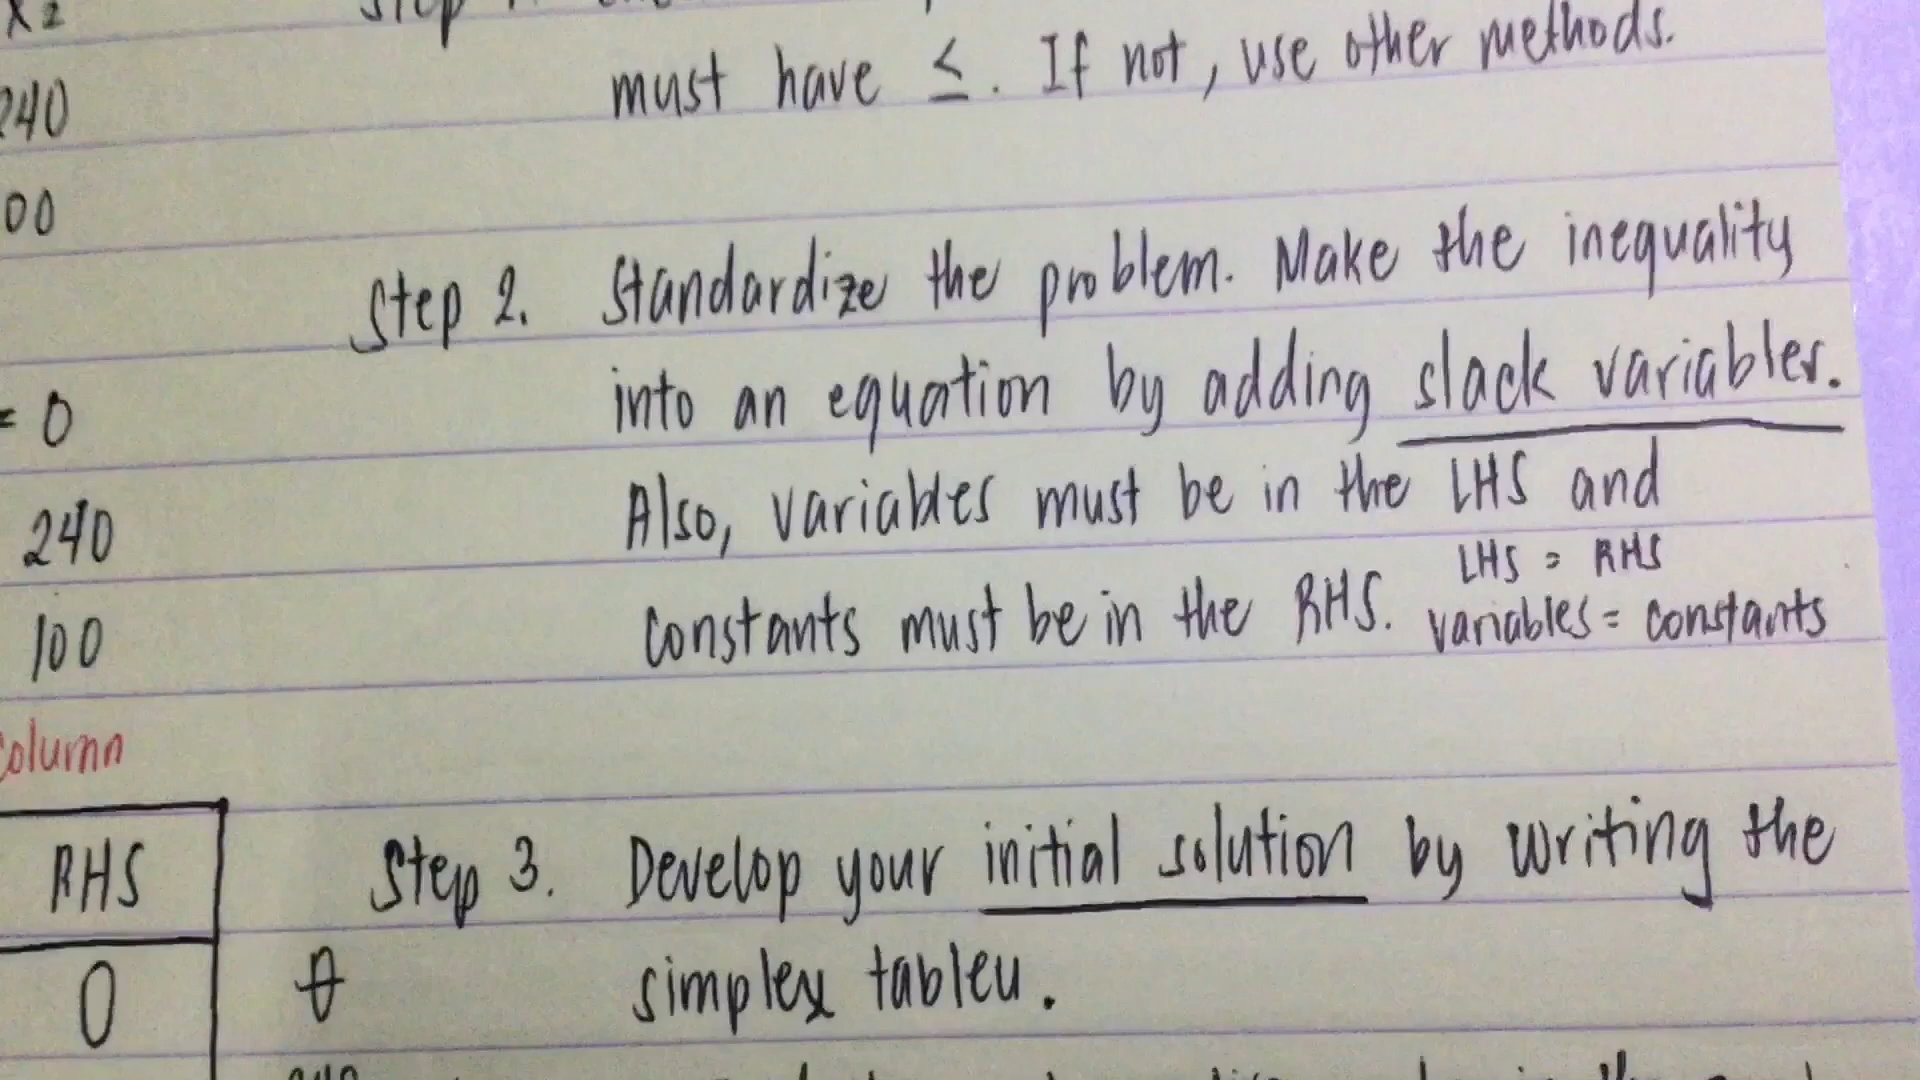 x2
240
00
= 0
240
100
column
RHS
0
θ
must have ≤. If not, use other methods.
Step 2. Standardize the problem. Make the inequality
into an equation by adding slack variables.
Also, variables must be in the LHS and
constants must be in the RHS.
LHS = RHS
variables = constants
Step 3. Develop your initial solution by writing the
simplex tableu.